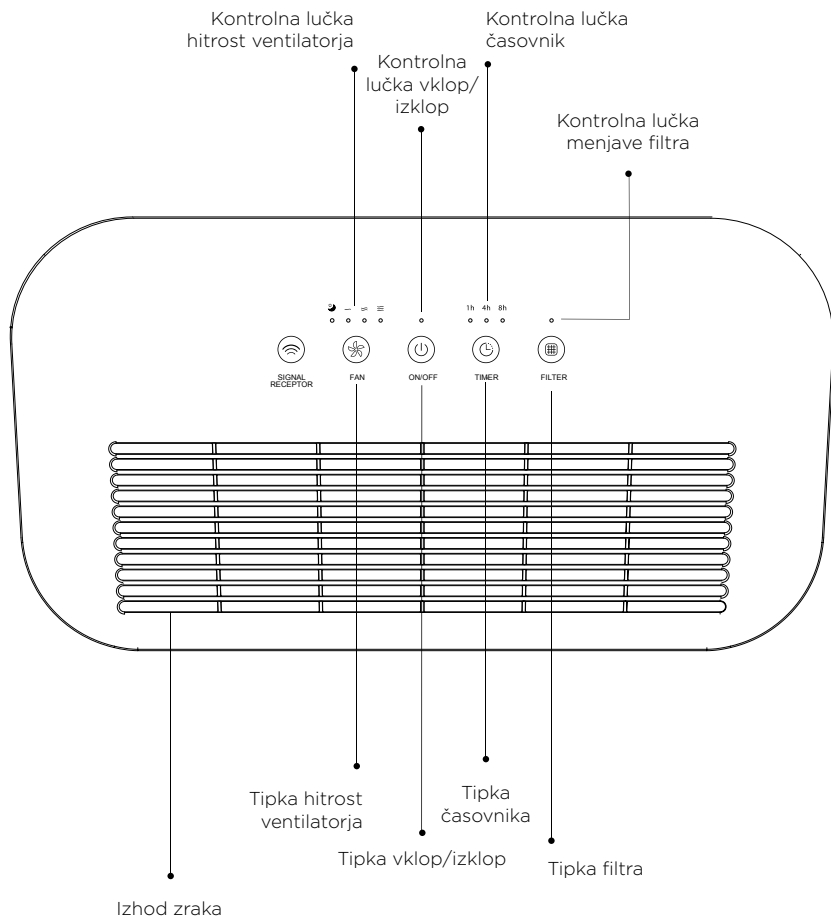 Kontrolna lučka
hitrost ventilatorja
Kontrolna
lučka vklop/
izklop
Kontrolna lučka
časovnik
Kontrolna lučka
menjave filtra
1h 4h 8h
SIGNAL
RECEPTOR
FAN
ON/OFF
TIMER
FILTER
Tipka hitrost
ventilatorja
Tipka vklop/izklop
Tipka
časovnika
Tipka filtra
Izhod zraka